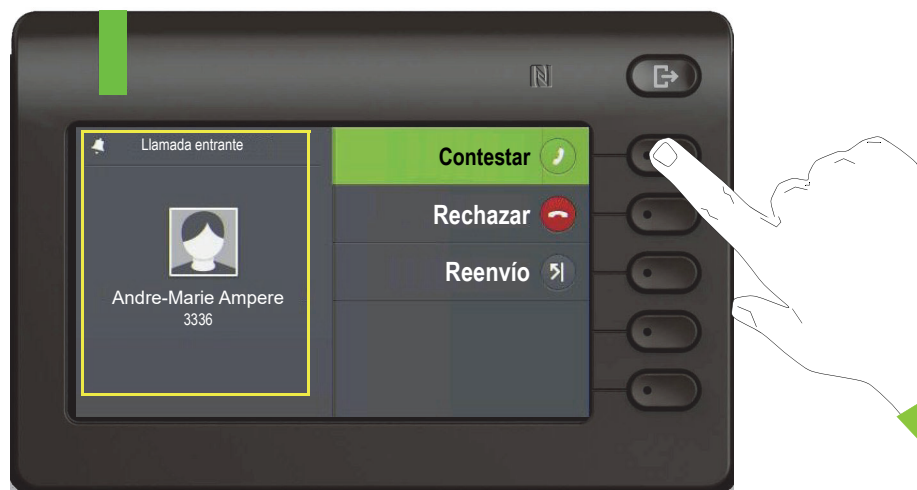 Llamada entrante
Andre-Marie Ampere
3336
Contestar
Rechazar
Reenvío